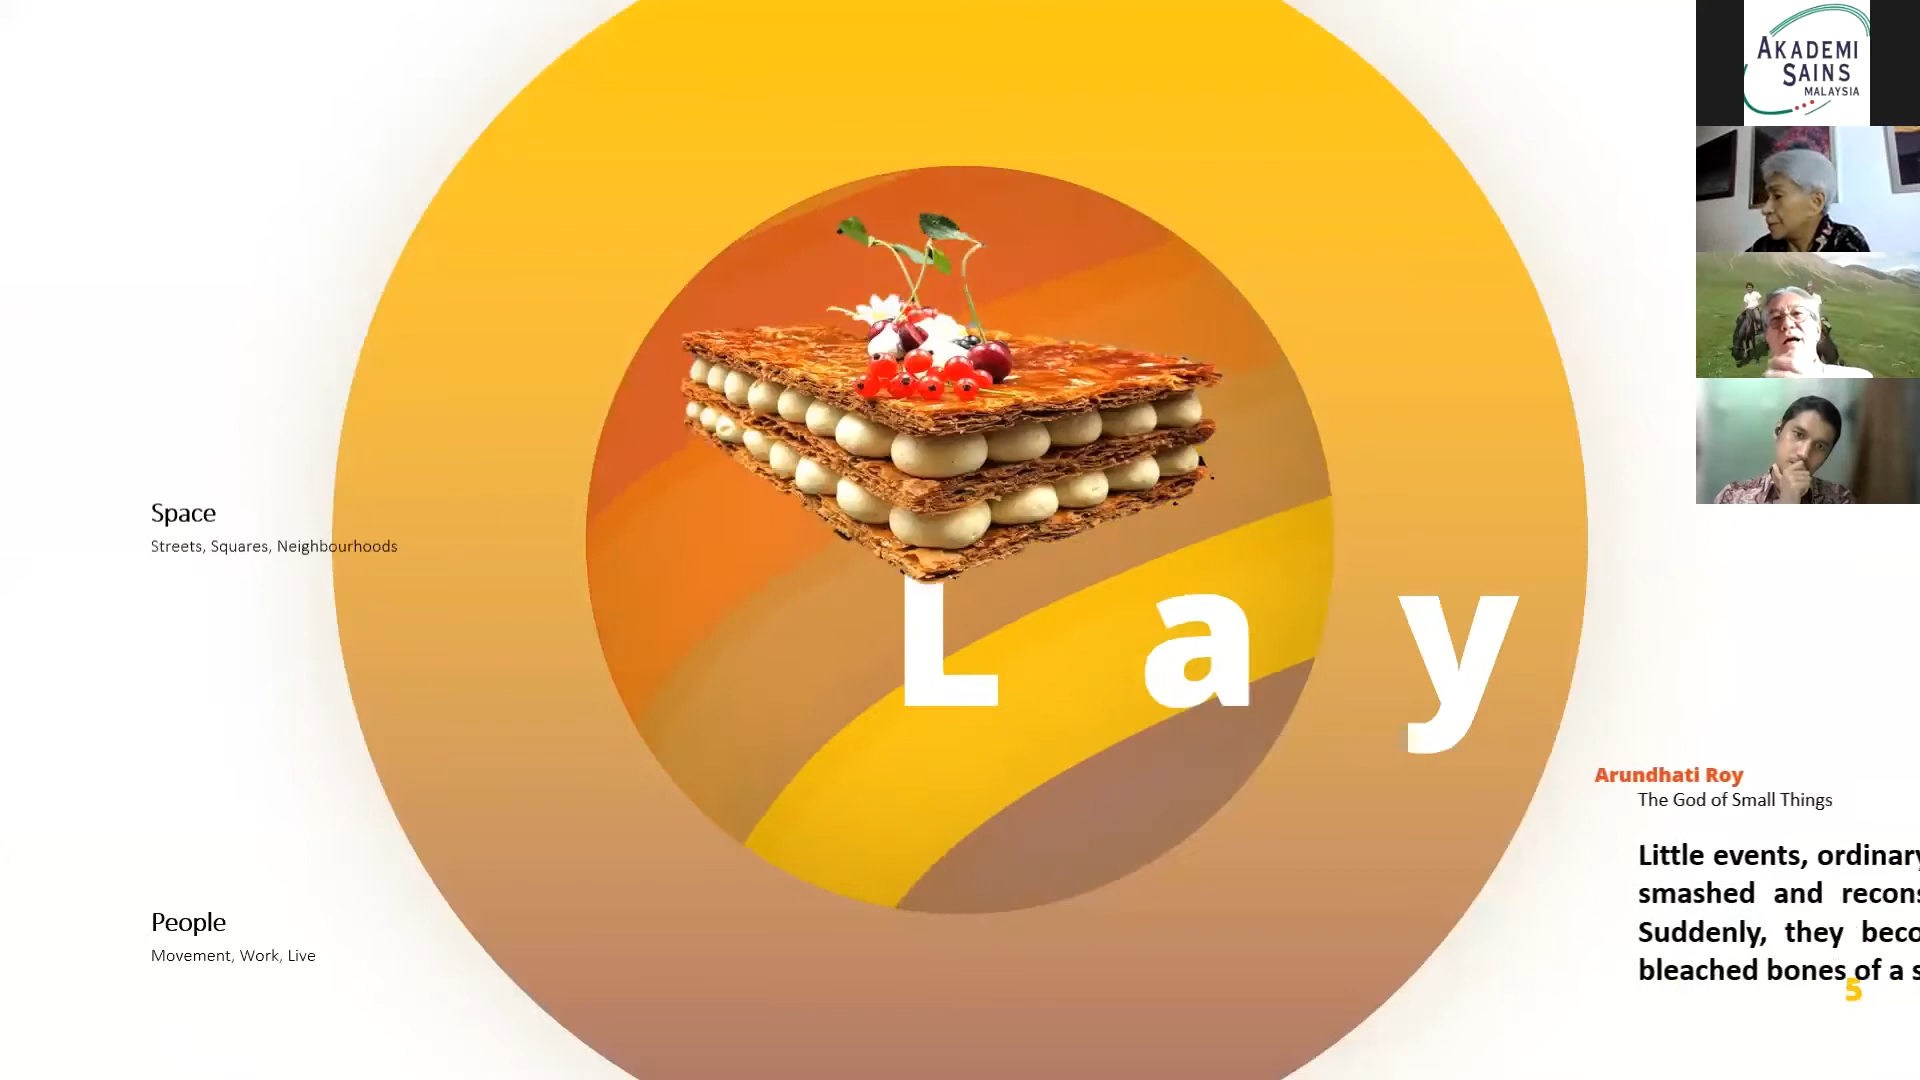 AKADEMI
SAINS
MALAYSIA
Space
Streets, Squares, Neighbourhoods
L a y
Arundhati Roy
The God of Small Things
Little events, ordinary
smashed and recons
Suddenly, they beco
bleached bones of a s
People
Movement, Work, Live
5